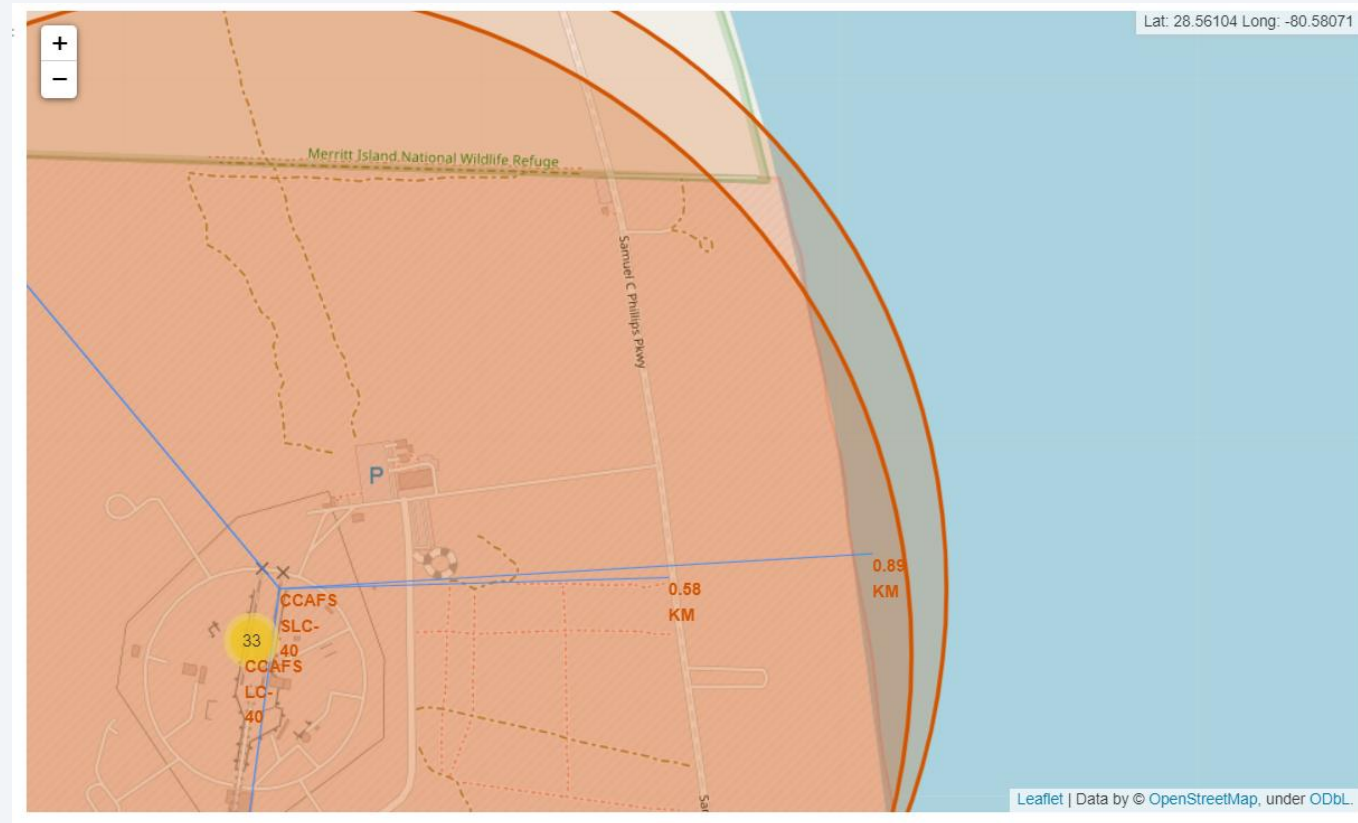 +
Lat: 28.56104 Long: -80.58071
−
Merritt Island National Wildlife Refuge
Samuel C Phillips Pkwy
P
0.89
KM
0.58
KM
CCAFS
SLC-
40
33
CCAFS
LC-
40
Sa
Leaflet | Data by © OpenStreetMap, under ODbL.